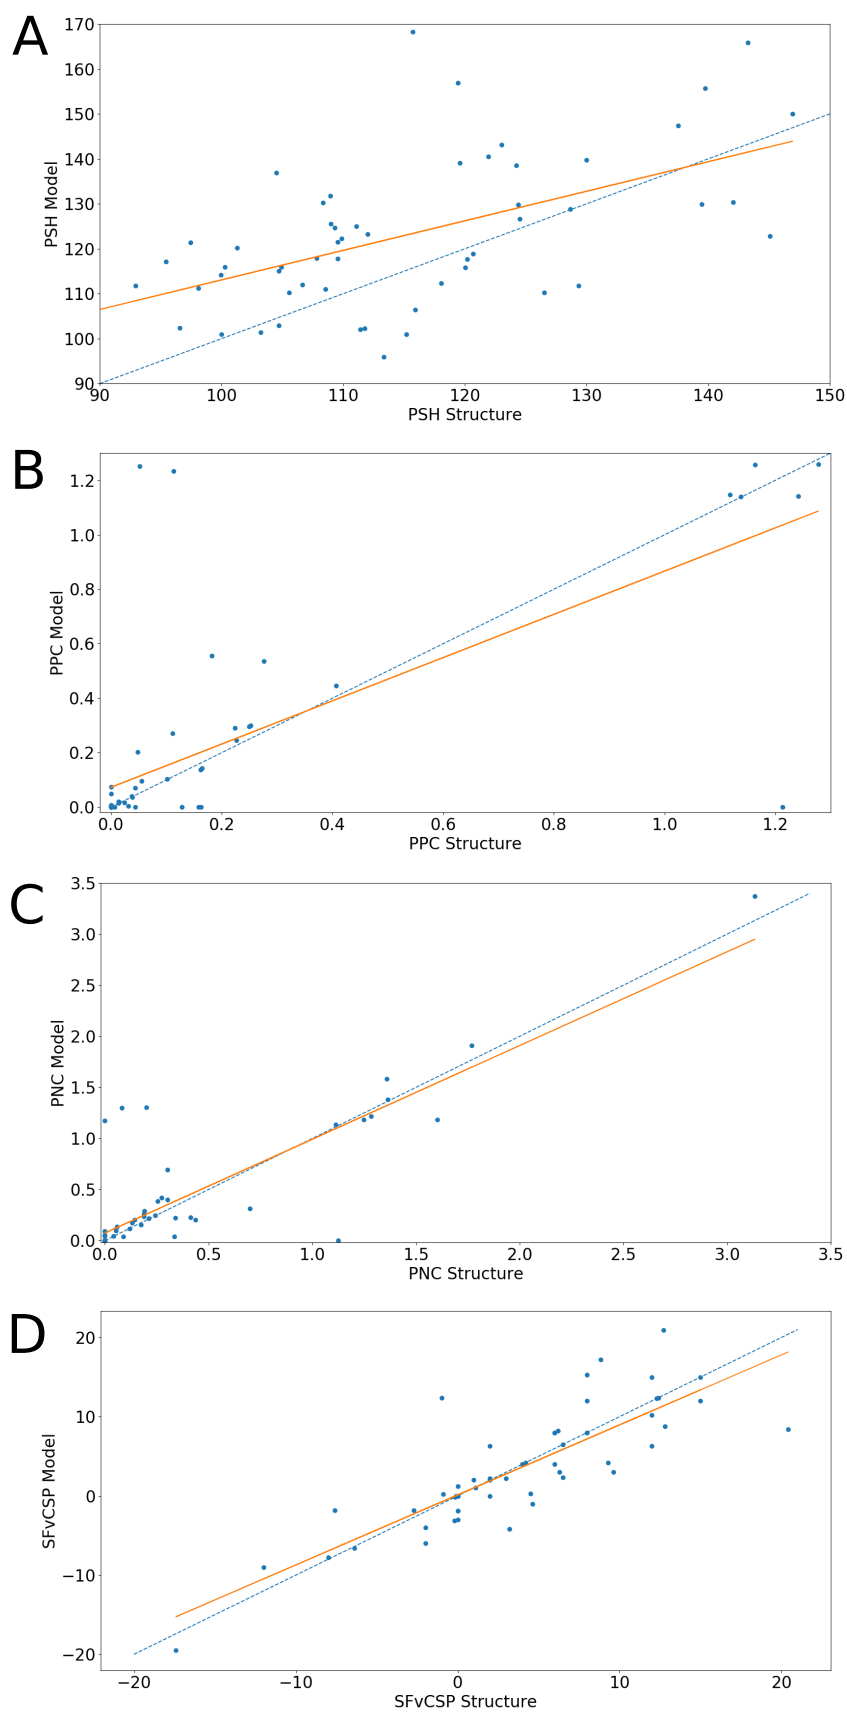 A
170
160
150
140
130
120
110
100
90
PSH Model
90 100 110 120 130 140 150
PSH Structure
B
1.2
1.0
0.8
0.6
0.4
0.2
0.0
PPC Model
0.0 0.2 0.4 0.6 0.8 1.0 1.2
PPC Structure
C
3.5
3.0
2.5
2.0
1.5
1.0
0.5
0.0
PNC Model
0.0 0.5 1.0 1.5 2.0 2.5 3.0 3.5
PNC Structure
D
20
10
0
−10
−20
SFvCSP Model
−20 −10 0 10 20
SFvCSP Structure